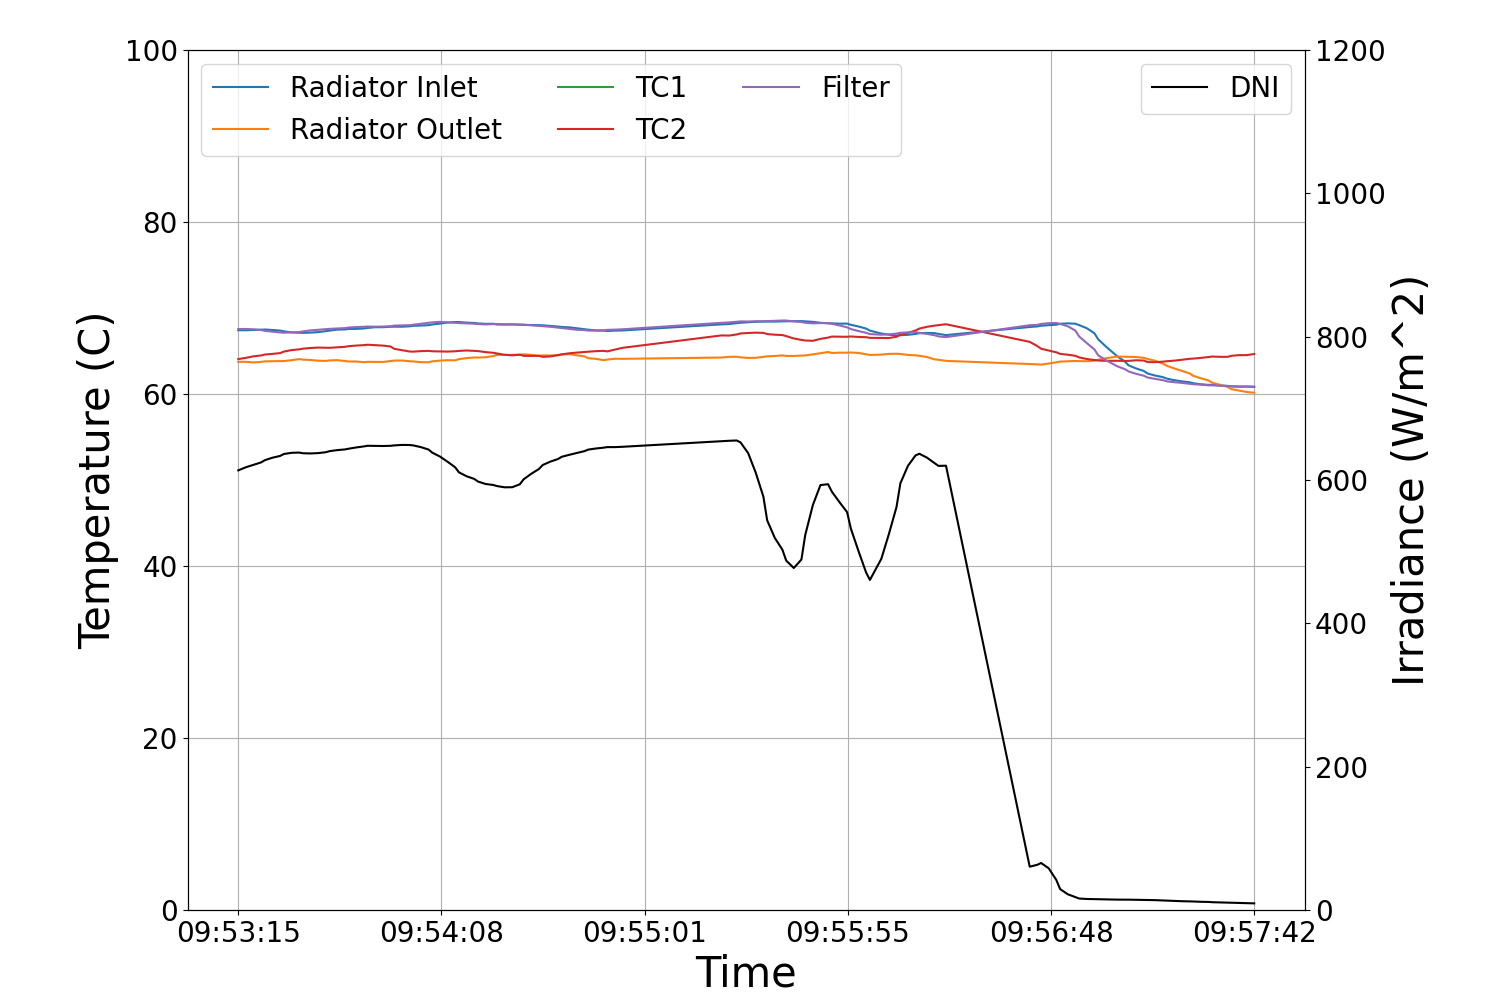 Radiator Inlet
Radiator Outlet
TC1
TC2
Filter
DNI
Temperature (C)
100
80
60
40
20
0
Irradiance (W/m^2)
1200
1000
800
600
400
200
0
09:53:15 09:54:08 09:55:01 09:55:55 09:56:48 09:57:42
Time